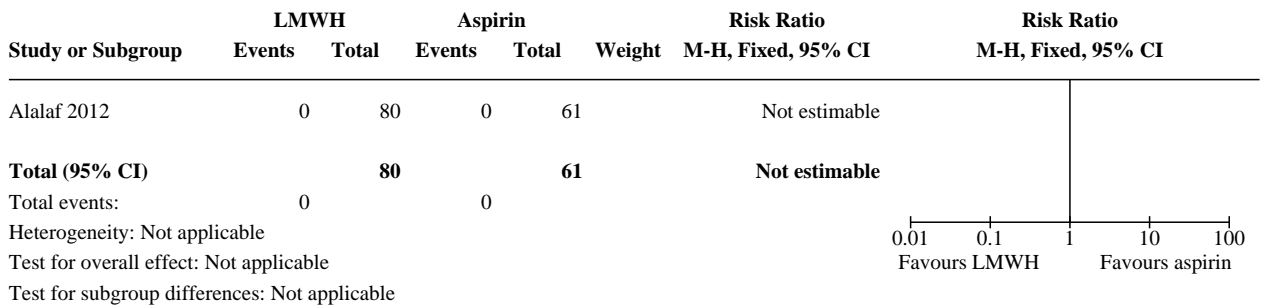 LMWH Aspirin Risk Ratio Risk Ratio
Study or Subgroup Events Total Events Total Weight M-H, Fixed, 95% CI M-H, Fixed, 95% CI
Alalaf 2012 0 80 0 61 Not estimable
Total (95% CI) 80 61 Not estimable
Total events: 0 0
Heterogeneity: Not applicable
0.01 0.1 1 10 100
Test for overall effect: Not applicable Favours LMWH Favours aspirin
Test for subgroup differences: Not applicable